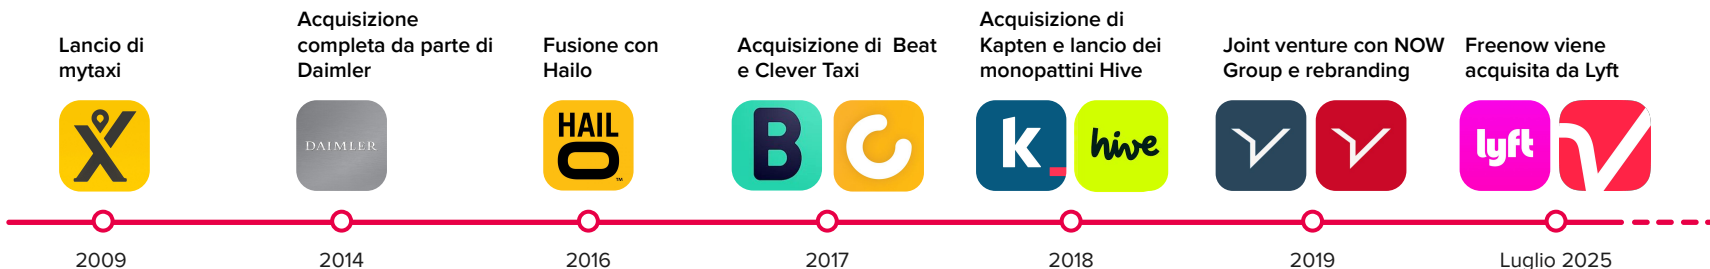 Lancio di
mytaxi
Acquisizione
completa da parte di
Daimler
Fusione con
Hailo
Acquisizione di Beat
e Clever Taxi
Acquisizione di
Kapten e lancio dei
monopattini Hive
Joint venture con NOW
Group e rebranding
Freenow viene
acquisita da Lyft
DAIMLER
HAIL
O
TM
B
k_
hive
lyft
2009
2014
2016
2017
2018
2019
Luglio 2025